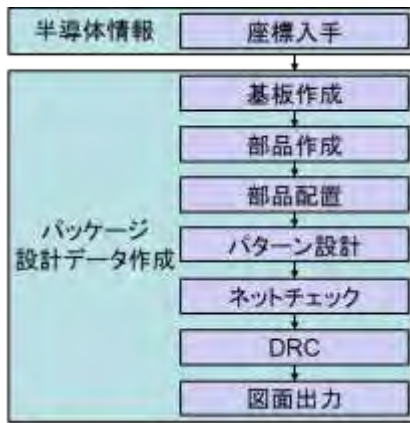 半導体情報
座標入手
基板作成
部品作成
部品配置
パッケージ
設計データ作成
パターン設計
ネットチェック
DRC
図面出力